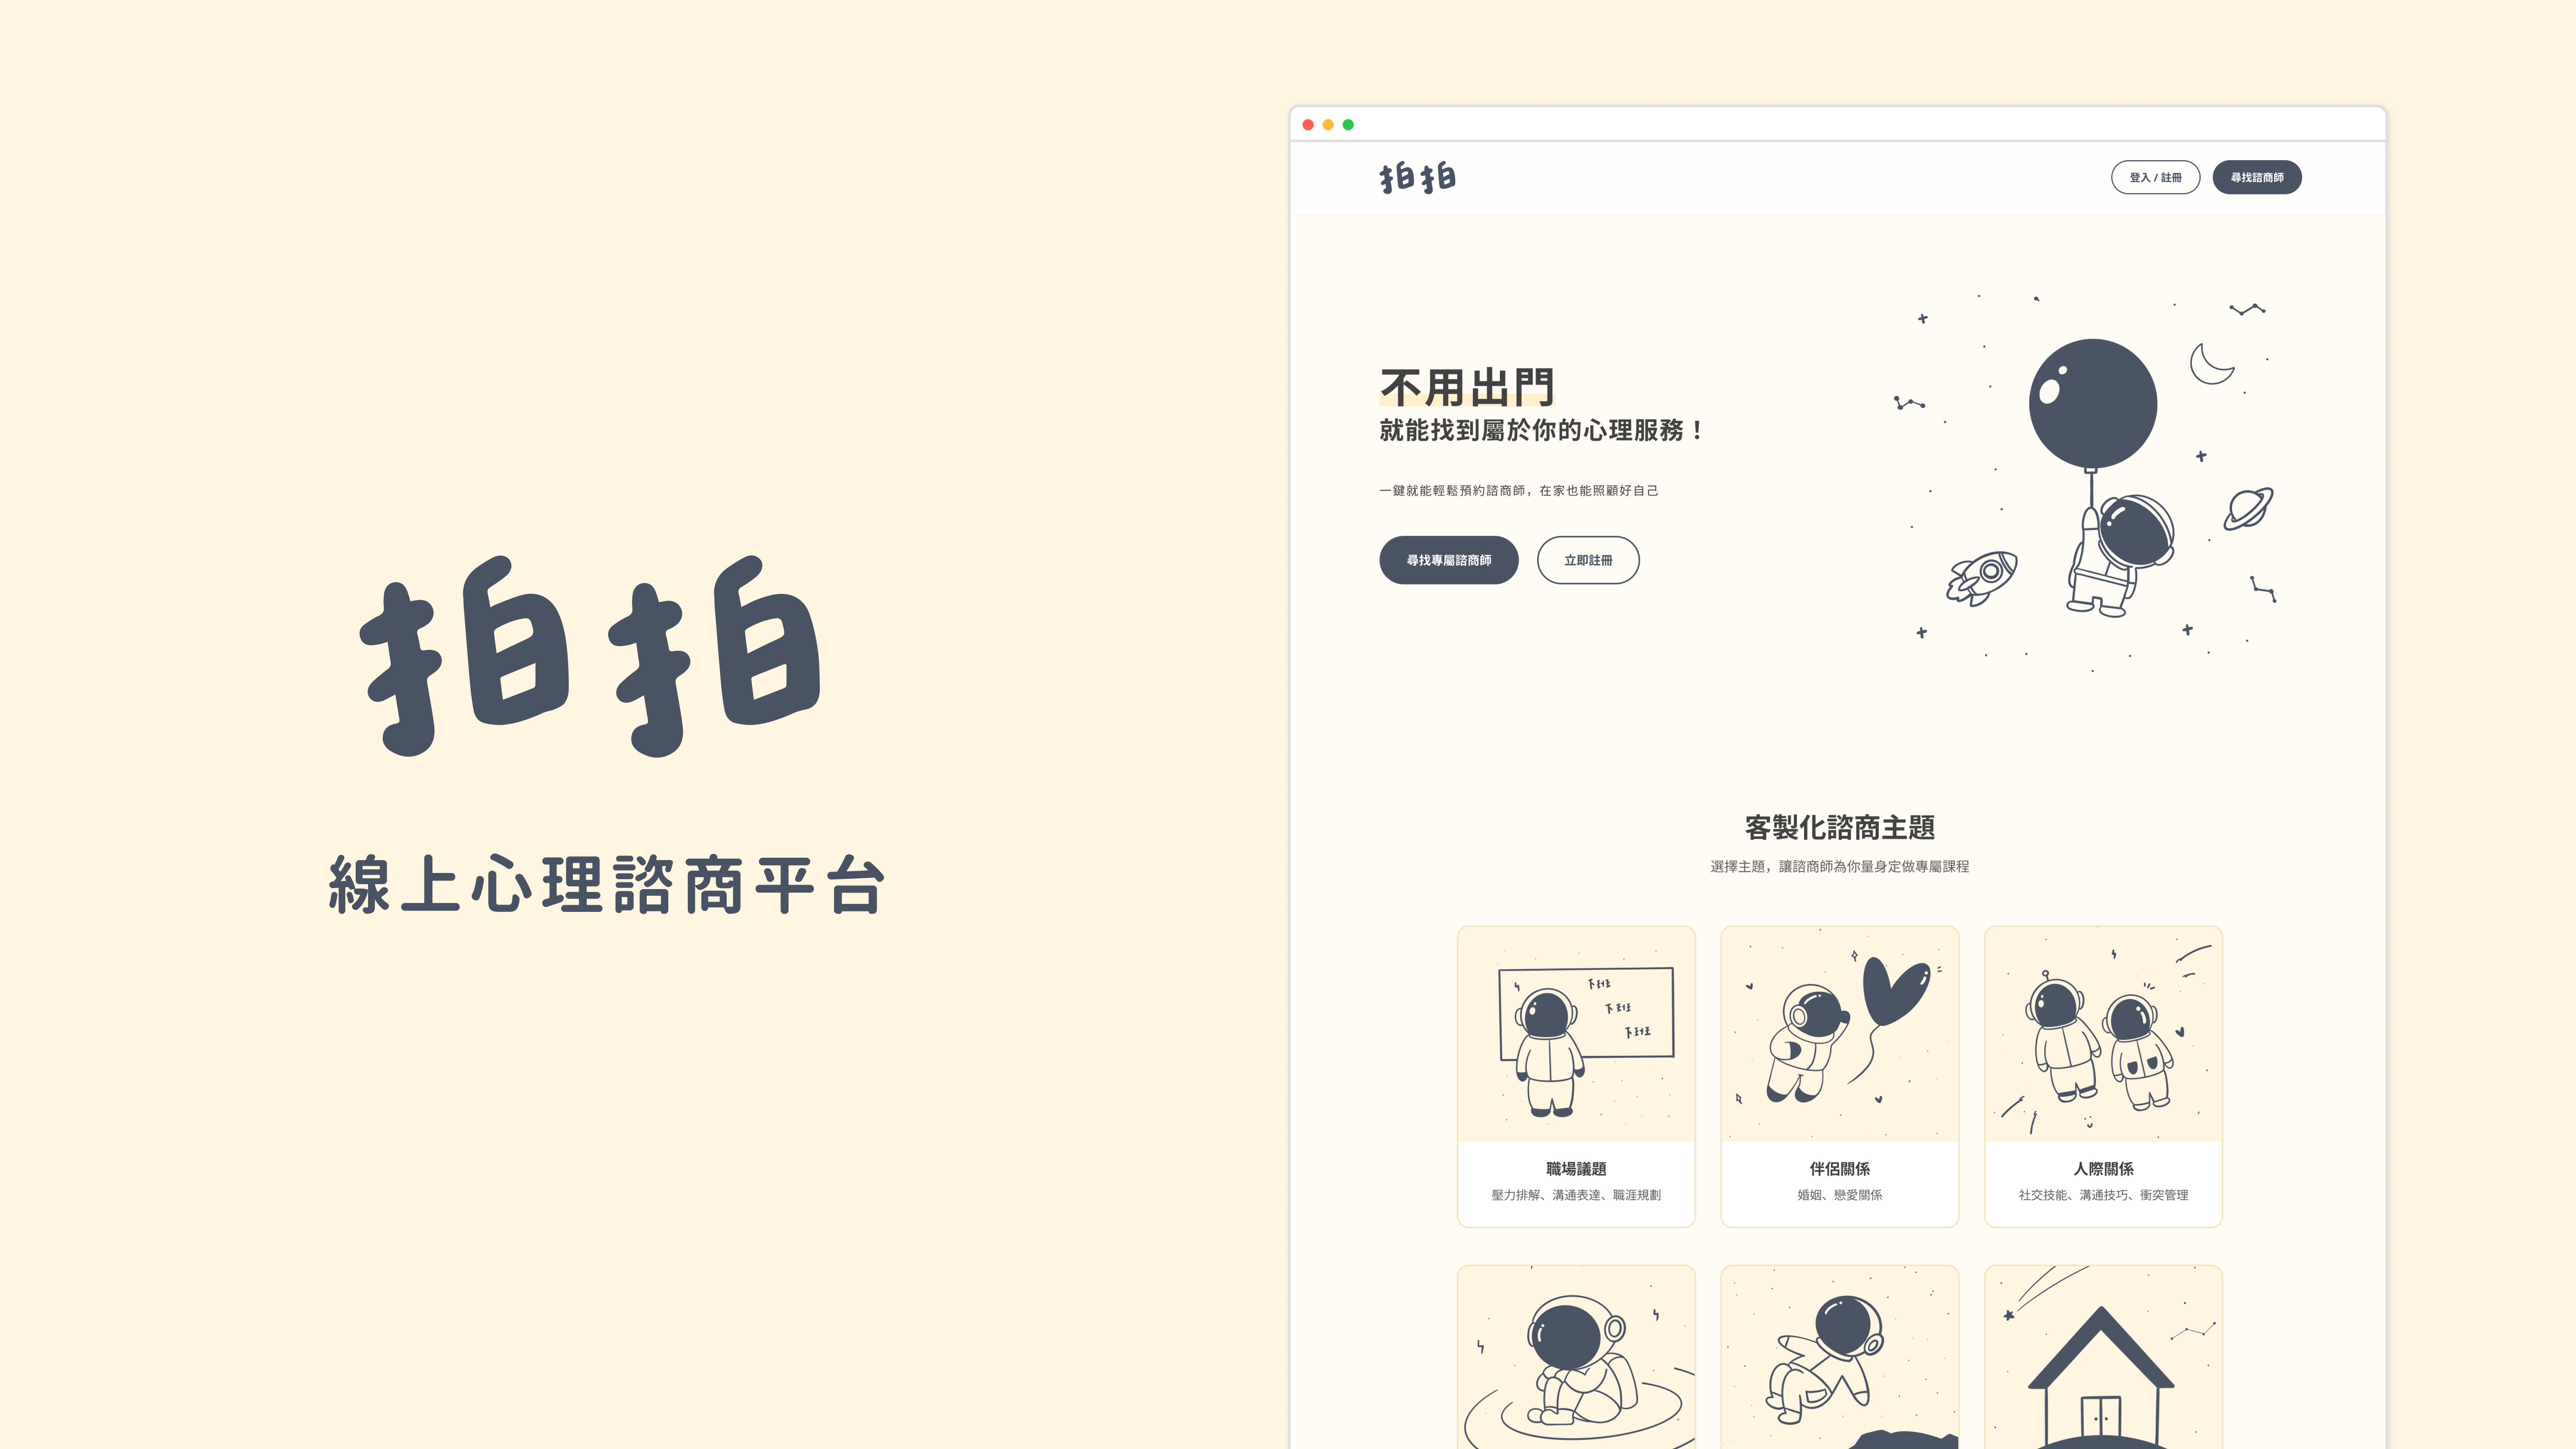 拍拍
線上心理諮商平台
拍拍
登入 / 註冊
尋找諮商師
不用出門
就能找到屬於你的心理服務！
一鍵就能輕鬆預約諮商師，在家也能照顧好自己
尋找專屬諮商師
立即註冊
客製化諮商主題
選擇主題，讓諮商師為你量身定做專屬課程
下班
下班
下班
職場議題
壓力排解、溝通表達、職涯規劃
伴侶關係
婚姻、戀愛關係
人際關係
社交技能、溝通技巧、衝突管理